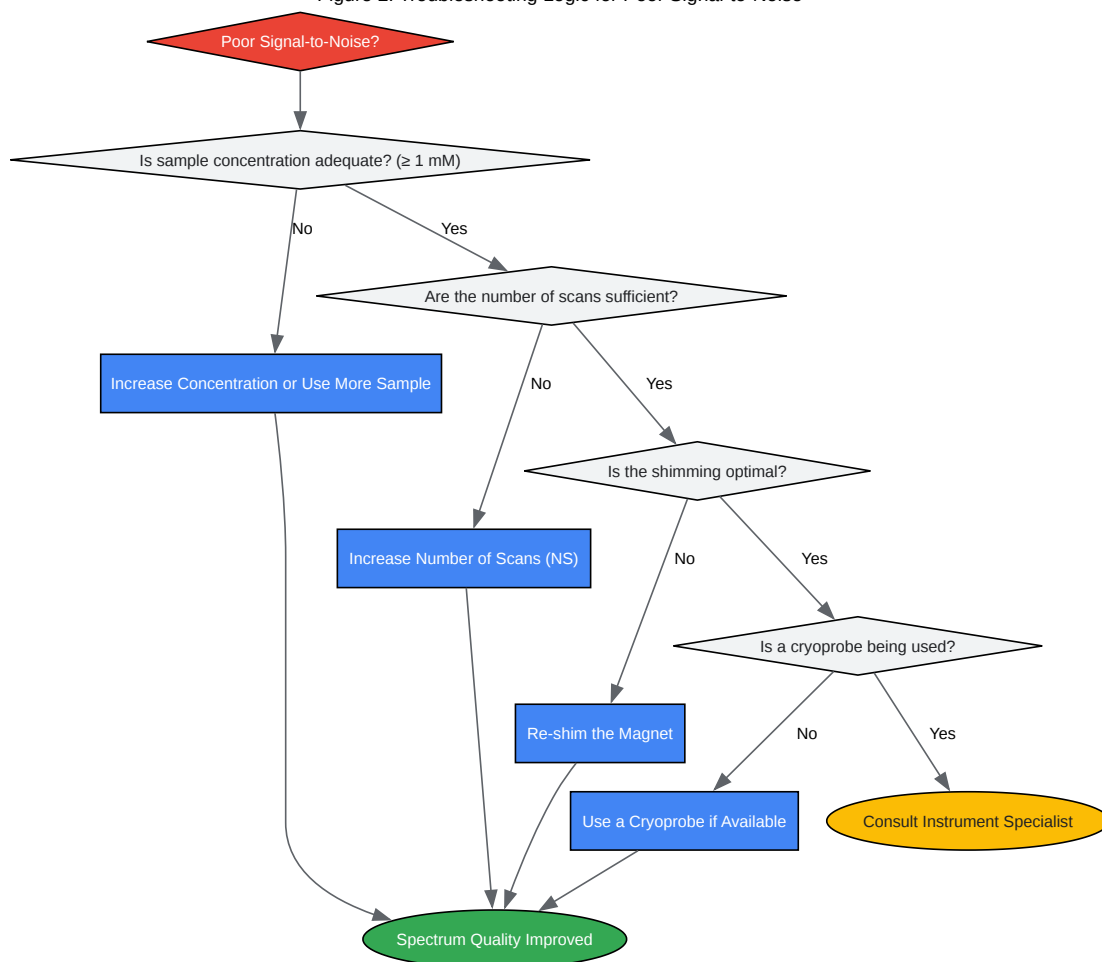 Poor Signal-to-Noise?
Is sample concentration adequate? (≥ 1 mM)
No
Yes
Are the number of scans sufficient?
Increase Concentration or Use More Sample
No
Yes
Is the shimming optimal?
Increase Number of Scans (NS)
No
Yes
Is a cryoprobe being used?
Re-shim the Magnet
No
Yes
Use a Cryoprobe if Available
Consult Instrument Specialist
Spectrum Quality Improved